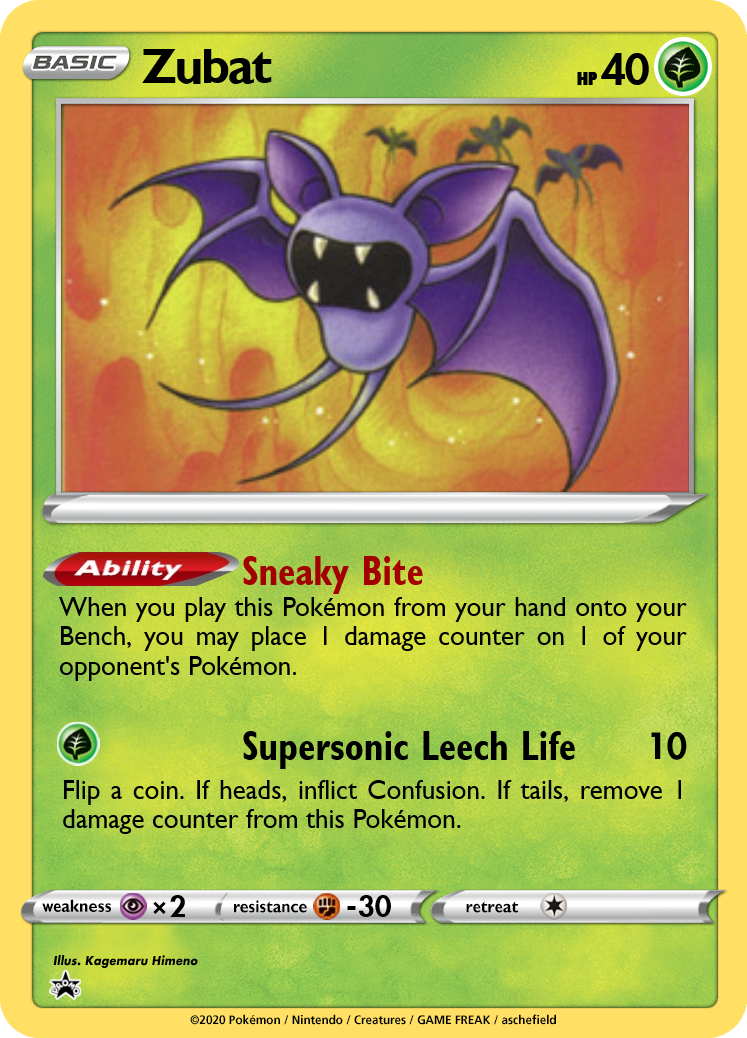 BASIC Zubat HP 40
Ability Sneaky Bite
When you play this Pokémon from your hand onto your
Bench, you may place 1 damage counter on 1 of your
opponent's Pokémon.
Supersonic Leech Life 10
Flip a coin. If heads, inflict Confusion. If tails, remove 1
damage counter from this Pokémon.
weakness ×2 resistance -30 retreat
Illus. Kagemaru Himeno
PROMO
©2020 Pokémon / Nintendo / Creatures / GAME FREAK / aschefield